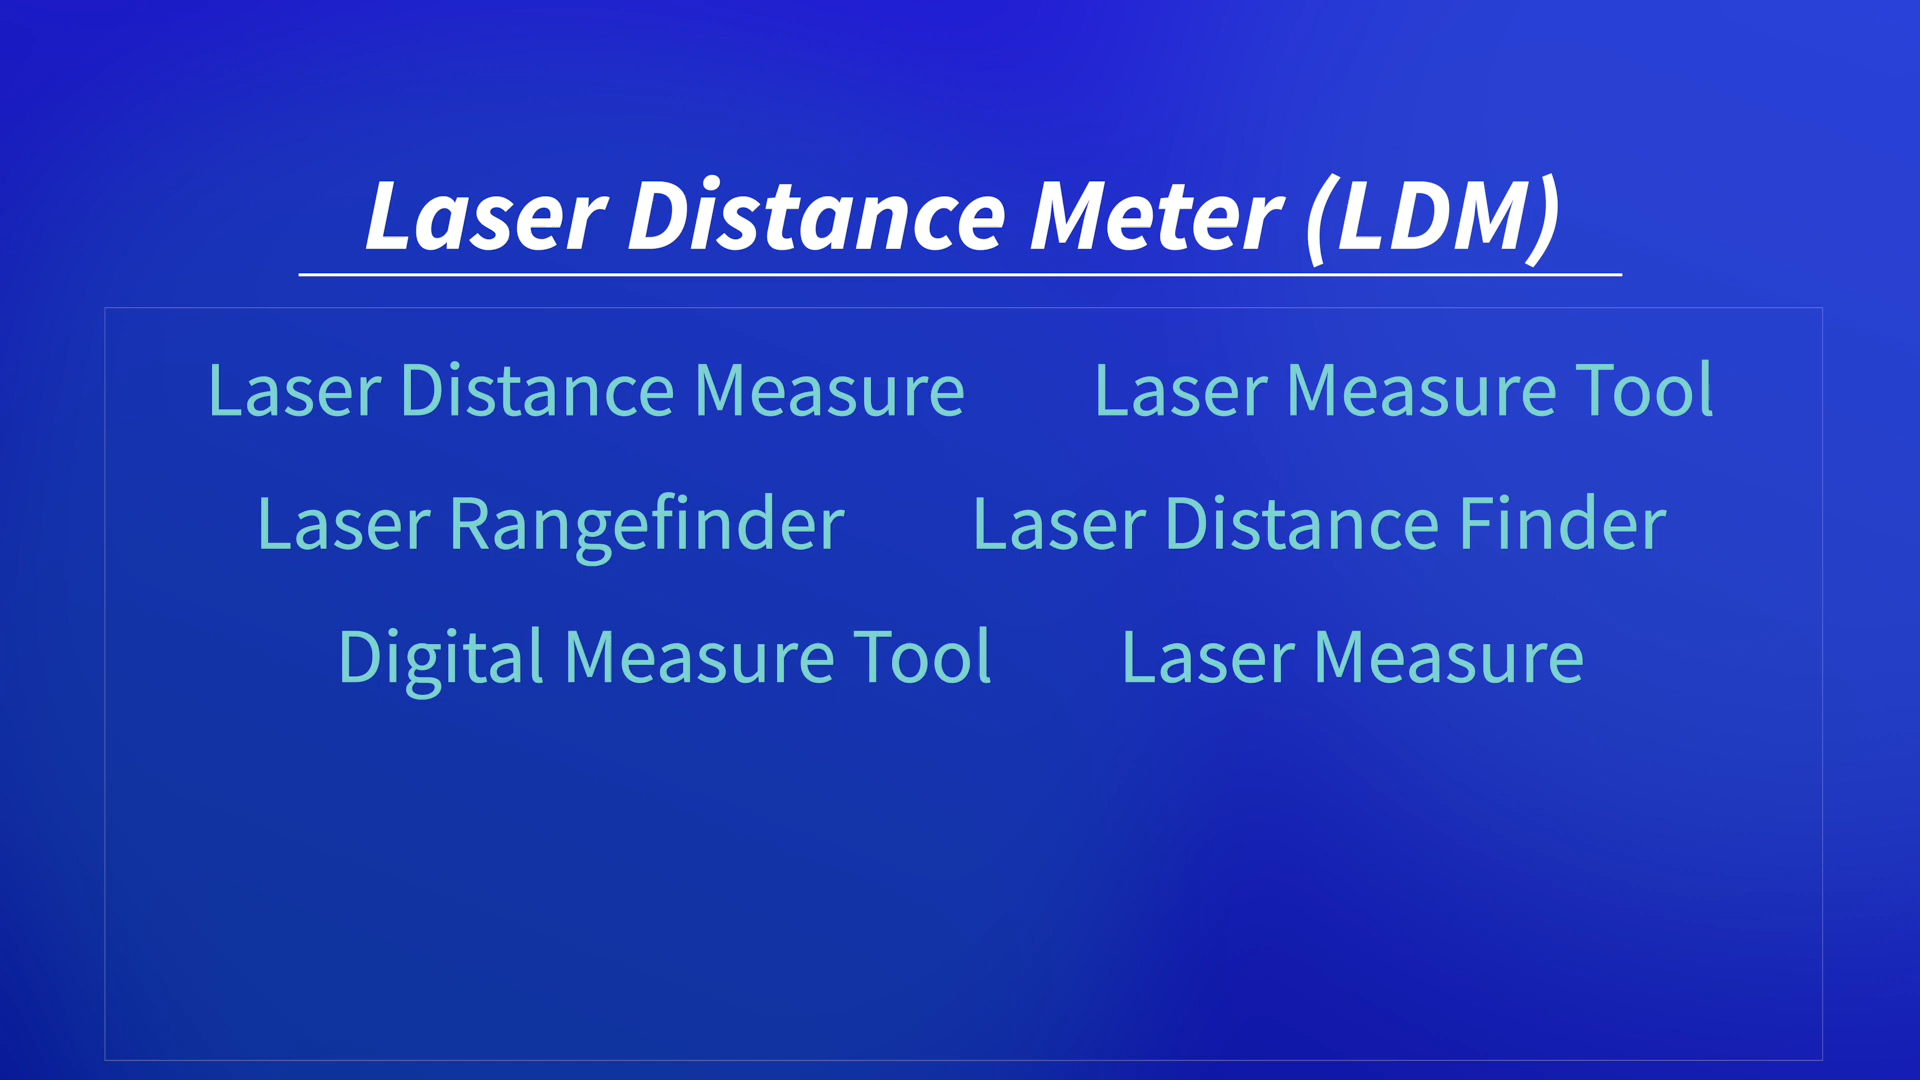 Laser Distance Meter (LDM)
Laser Distance Measure Laser Measure Tool
Laser Rangefinder Laser Distance Finder
Digital Measure Tool Laser Measure